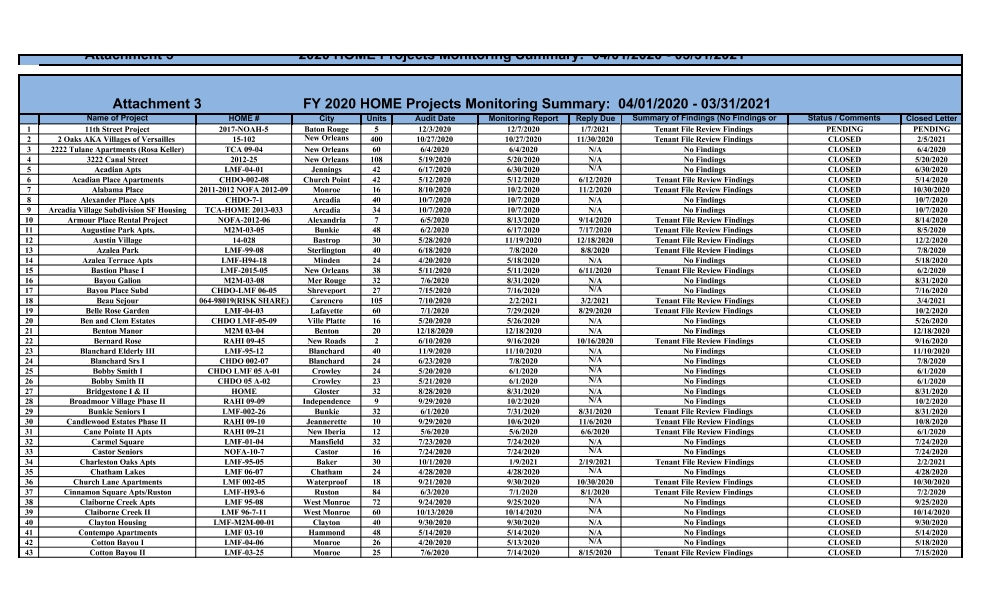 Attachment 3 2020 HOME Projects Monitoring Summary: 04/01/2020 - 03/31/2021
Attachment 3 FY 2020 HOME Projects Monitoring Summary: 04/01/2020 - 03/31/2021
Name of Project HOME # City Units Audit Date Monitoring Report Reply Due Summary of Findings (No Findings or Status / Comments Closed Letter
1 11th Street Project 2017-NOAH-5 Baton Rouge 5 12/3/2020 12/7/2020 1/7/2021 Tenant File Review Findings PENDING PENDING
2 2 Oaks AKA Villages of Versailles 15-102 New Orleans 400 10/27/2020 10/27/2020 11/30/2020 Tenant File Review Findings CLOSED 2/5/2021
3 2222 Tulane Apartments (Rosa Keller) TCA 09-04 New Orleans 60 6/4/2020 6/4/2020 N/A No Findings CLOSED 6/4/2020
4 3222 Canal Street 2012-25 New Orleans 108 5/19/2020 5/20/2020 N/A No Findings CLOSED 5/20/2020
5 Acadian Apts LMF-04-01 Jennings 42 6/17/2020 6/30/2020 N/A No Findings CLOSED 6/30/2020
6 Acadian Place Apartments CHDO-002-08 Church Point 42 5/12/2020 5/12/2020 6/12/2020 Tenant File Review Findings CLOSED 5/14/2020
7 Alabama Place 2011-2012 NOFA 2012-09 Monroe 16 8/10/2020 10/2/2020 11/2/2020 Tenant File Review Findings CLOSED 10/30/2020
8 Alexander Place Apts CHDO-7-1 Arcadia 40 10/7/2020 10/7/2020 N/A No Findings CLOSED 10/7/2020
9 Arcadia Village Subdivision SF Housing TCA-HOME 2013-033 Arcadia 34 10/7/2020 10/7/2020 N/A No Findings CLOSED 10/7/2020
10 Armour Place Rental Project NOFA-2012-06 Alexandria 7 6/5/2020 8/13/2020 9/14/2020 Tenant File Review Findings CLOSED 8/14/2020
11 Augustine Park Apts. M2M-03-05 Bunkie 48 6/2/2020 6/17/2020 7/17/2020 Tenant File Review Findings CLOSED 8/5/2020
12 Austin Village 14-028 Bastrop 30 5/28/2020 11/19/2020 12/18/2020 Tenant File Review Findings CLOSED 12/2/2020
13 Azalea Park LMF-99-08 Sterlington 40 6/18/2020 7/8/2020 8/8/2020 Tenant File Review Findings CLOSED 7/8/2020
14 Azalea Terrace Apts LMF-H94-18 Minden 24 4/20/2020 5/18/2020 N/A No Findings CLOSED 5/18/2020
15 Bastion Phase I LMF-2015-05 New Orleans 38 5/11/2020 5/11/2020 6/11/2020 Tenant File Review Findings CLOSED 6/2/2020
16 Bayou Galion M2M-03-08 Mer Rouge 32 7/6/2020 8/31/2020 N/A No Findings CLOSED 8/31/2020
17 Bayou Place Subd CHDO-LMF 06-05 Shreveport 27 7/15/2020 7/16/2020 N/A No Findings CLOSED 7/16/2020
18 Beau Sejour 064-98019(RISK SHARE) Carencro 105 7/10/2020 2/2/2021 3/2/2021 Tenant File Review Findings CLOSED 3/4/2021
19 Belle Rose Garden LMF-04-03 Lafayette 60 7/1/2020 7/29/2020 8/29/2020 Tenant File Review Findings CLOSED 10/2/2020
20 Ben and Clem Estates CHDO LMF-05-09 Ville Platte 16 5/20/2020 5/26/2020 N/A No Findings CLOSED 5/26/2020
21 Benton Manor M2M 03-04 Benton 20 12/18/2020 12/18/2020 N/A No Findings CLOSED 12/18/2020
22 Bernard Rose RAHI 09-45 New Roads 2 6/10/2020 9/16/2020 10/16/2020 Tenant File Review Findings CLOSED 9/16/2020
23 Blanchard Elderly III LMF-95-12 Blanchard 40 11/9/2020 11/10/2020 N/A No Findings CLOSED 11/10/2020
24 Blanchard Srs I CHDO 002-07 Blanchard 24 6/23/2020 7/8/2020 N/A No Findings CLOSED 7/8/2020
25 Bobby Smith I CHDO LMF 05 A-01 Crowley 24 5/20/2020 6/1/2020 N/A No Findings CLOSED 6/1/2020
26 Bobby Smith II CHDO 05 A-02 Crowley 23 5/21/2020 6/1/2020 N/A No Findings CLOSED 6/1/2020
27 Bridgestone I & II HOME Gloster 32 8/28/2020 8/31/2020 N/A No Findings CLOSED 8/31/2020
28 Broadmoor Village Phase II RAHI 09-09 Independence 9 9/29/2020 10/2/2020 N/A No Findings CLOSED 10/2/2020
29 Bunkie Seniors I LMF-002-26 Bunkie 32 6/1/2020 7/31/2020 8/31/2020 Tenant File Review Findings CLOSED 8/31/2020
30 Candlewood Estates Phase II RAHI 09-10 Jeannerette 10 9/29/2020 10/6/2020 11/6/2020 Tenant File Review Findings CLOSED 10/8/2020
31 Cane Pointe II Apts RAHI 09-21 New Iberia 12 5/6/2020 5/6/2020 6/6/2020 Tenant File Review Findings CLOSED 6/1/2020
32 Carmel Square LMF-01-04 Mansfield 32 7/23/2020 7/24/2020 N/A No Findings CLOSED 7/24/2020
33 Castor Seniors NOFA-10-7 Castor 16 7/24/2020 7/24/2020 N/A No Findings CLOSED 7/24/2020
34 Charleston Oaks Apts LMF-95-05 Baker 30 10/1/2020 1/9/2021 2/19/2021 Tenant File Review Findings CLOSED 2/2/2021
35 Chatham Lakes LMF 06-07 Chatham 24 4/28/2020 4/28/2020 N/A No Findings CLOSED 4/28/2020
36 Church Lane Apartments LMF 002-05 Waterproof 18 9/21/2020 9/30/2020 10/30/2020 Tenant File Review Findings CLOSED 10/30/2020
37 Cinnamon Square Apts/Ruston LMF-H93-6 Ruston 84 6/3/2020 7/1/2020 8/1/2020 Tenant File Review Findings CLOSED 7/2/2020
38 Claiborne Creek Apts LMF 95-08 West Monroe 72 9/24/2020 9/25/2020 N/A No Findings CLOSED 9/25/2020
39 Claiborne Creek II LMF 96-7-11 West Monroe 60 10/13/2020 10/14/2020 N/A No Findings CLOSED 10/14/2020
40 Clayton Housing LMF-M2M-00-01 Clayton 40 9/30/2020 9/30/2020 N/A No Findings CLOSED 9/30/2020
41 Contempo Apartments LMF 03-10 Hammond 48 5/14/2020 5/14/2020 N/A No Findings CLOSED 5/14/2020
42 Cotton Bayou I LMF-04-06 Monroe 26 4/20/2020 5/13/2020 N/A No Findings CLOSED 5/18/2020
43 Cotton Bayou II LMF-03-25 Monroe 25 7/6/2020 7/14/2020 8/15/2020 Tenant File Review Findings CLOSED 7/15/2020